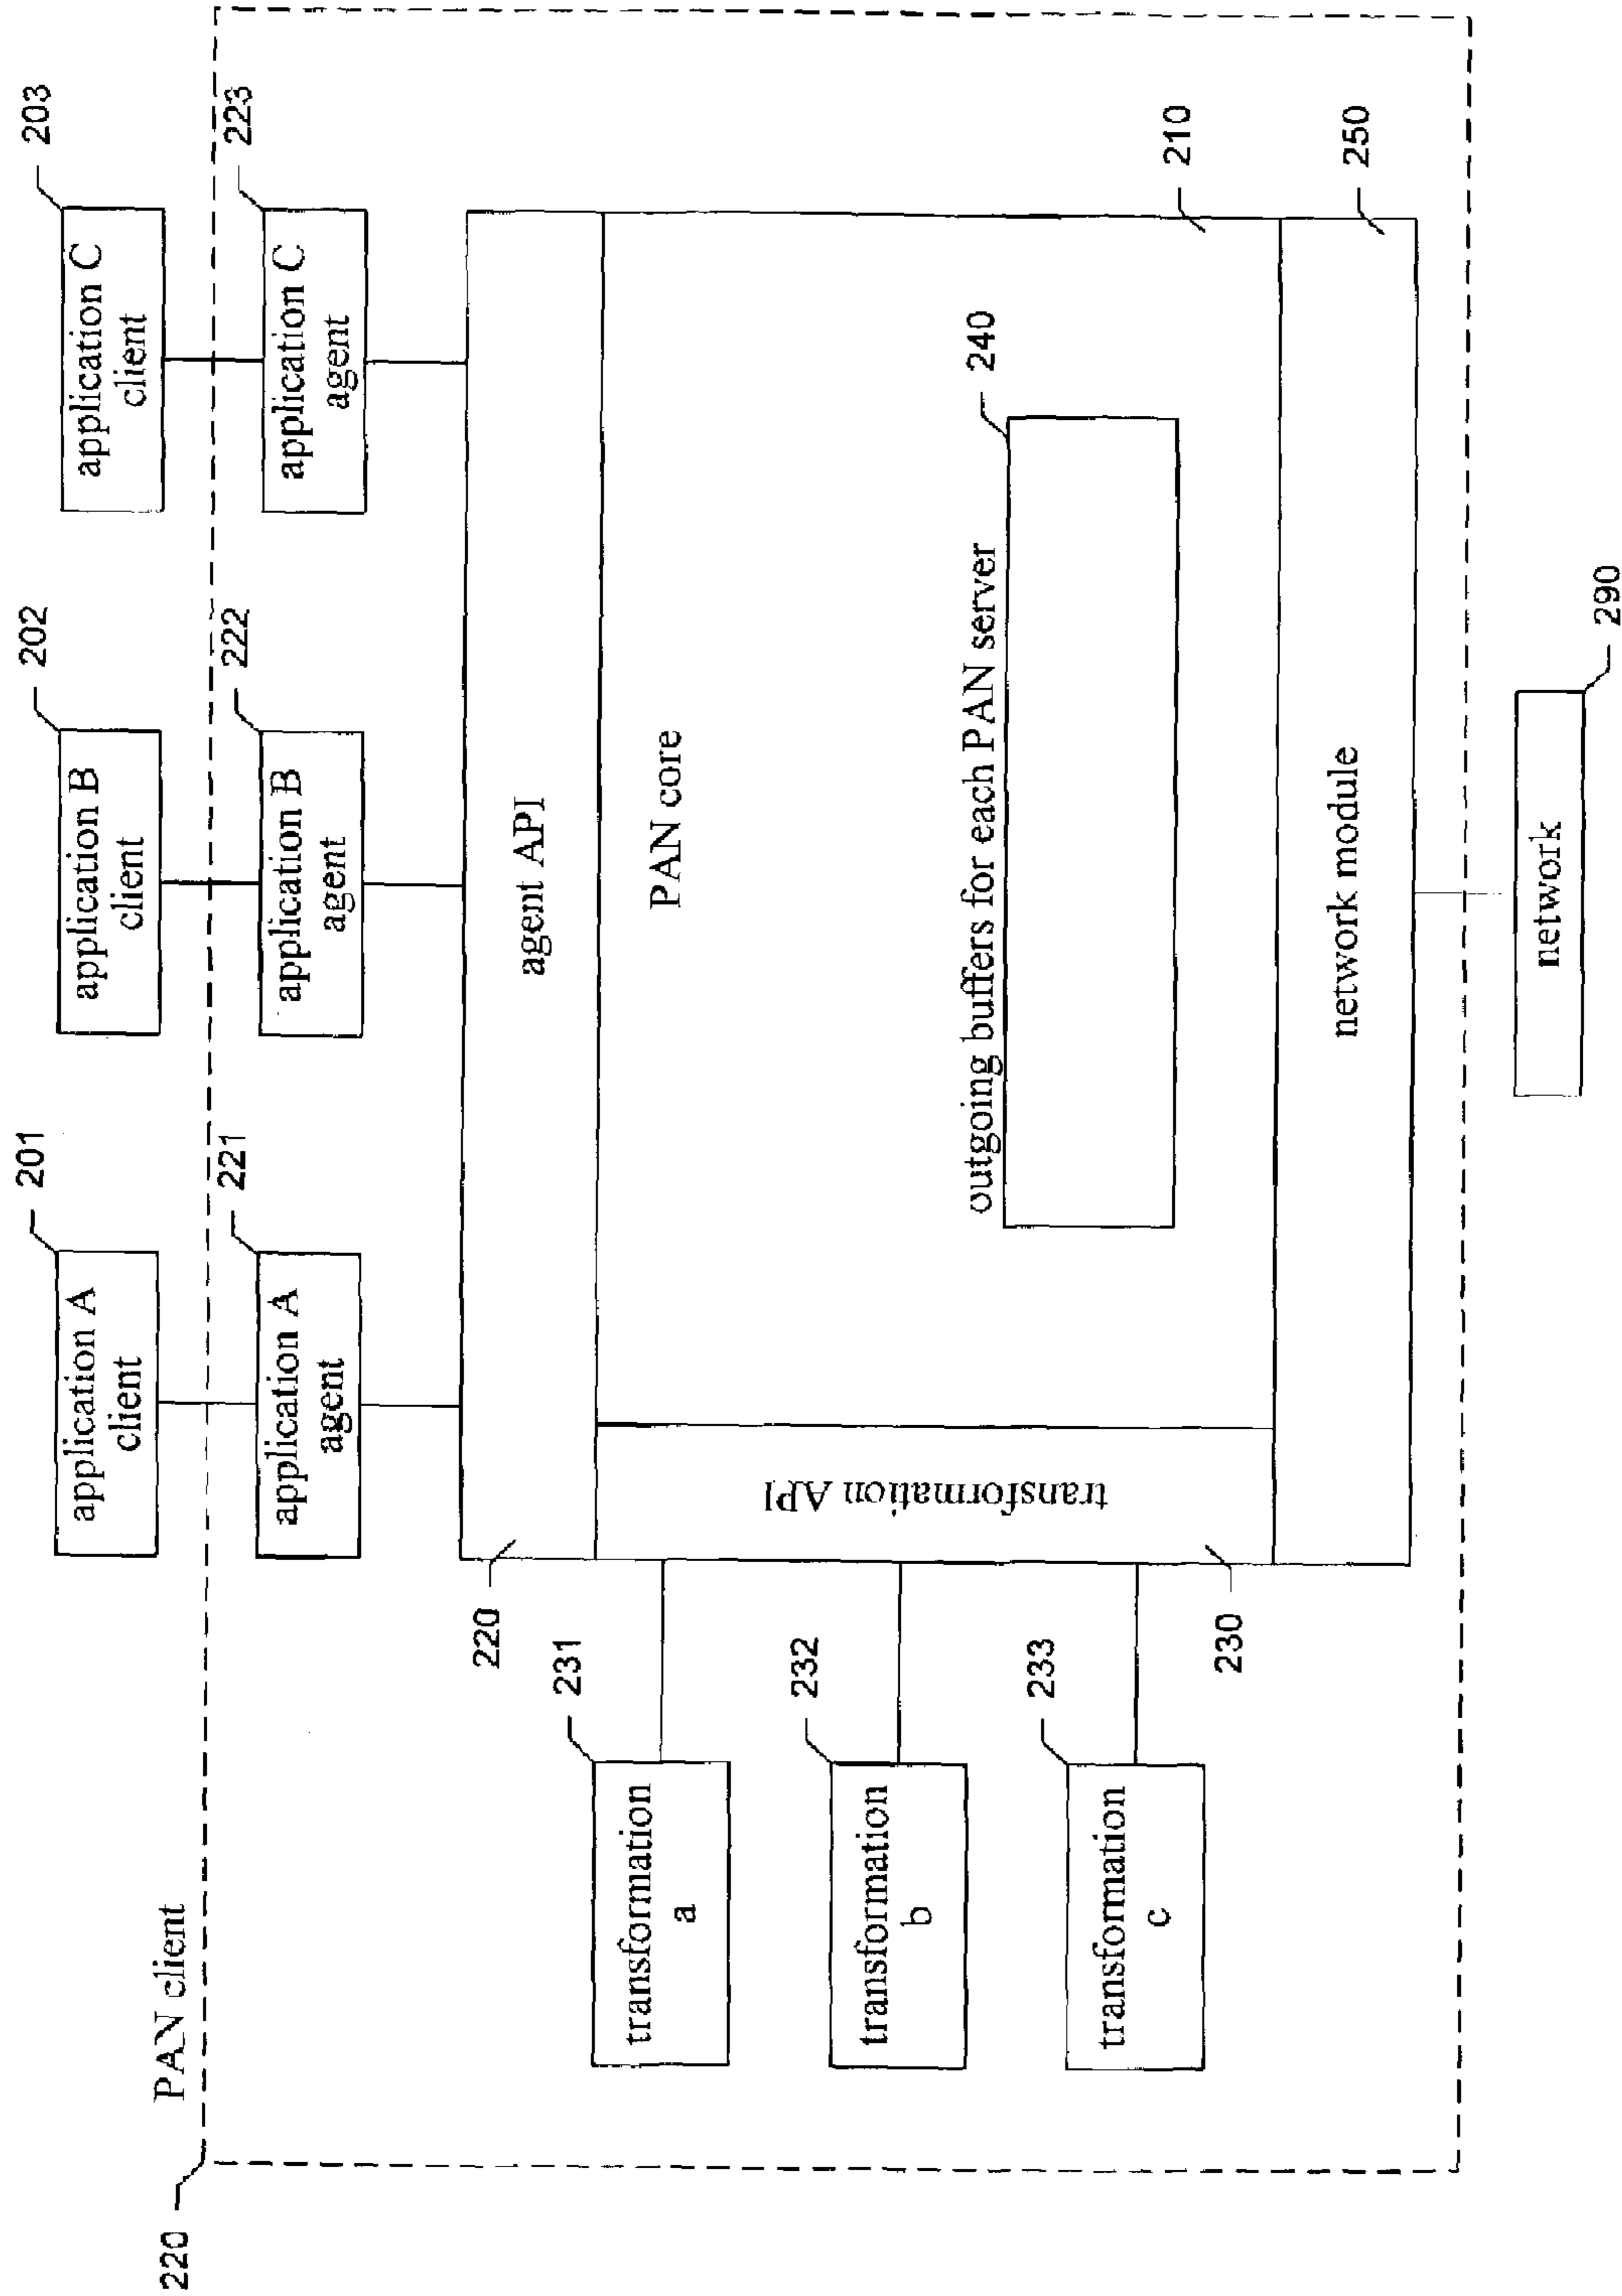 220
PAN client
201
202
203
application A
client
application B
client
application C
client
221
222
223
application A
agent
application B
agent
application C
agent
220
agent API
231
transformation
a
232
transformation
b
233
transformation
c
230
transformation API
PAN core
210
outgoing buffers for each PAN server
240
network module
250
network
290